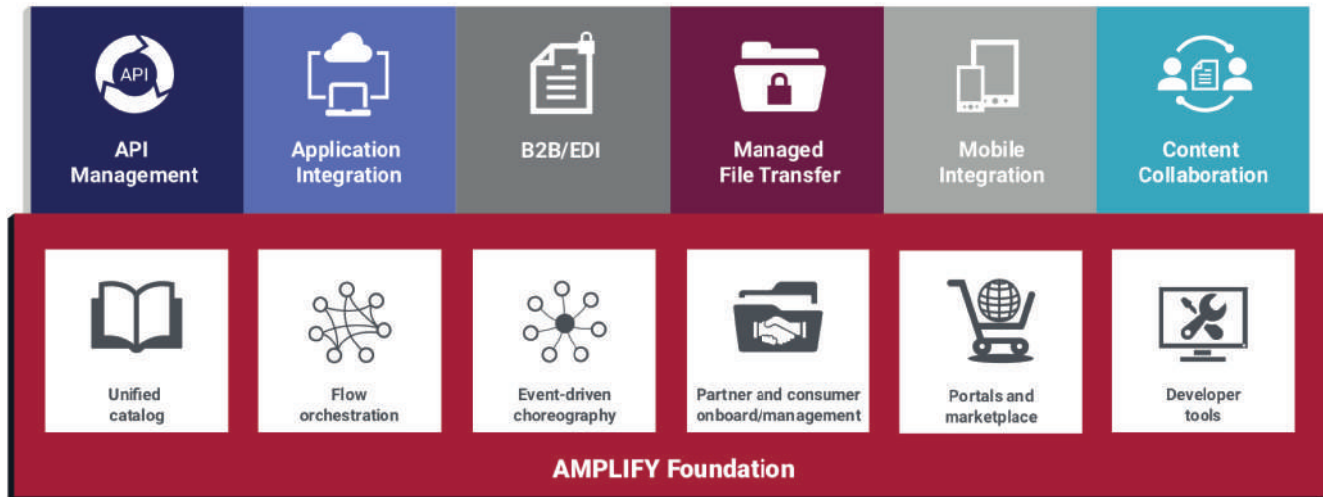 API
API
Management
Application
Integration
B2B/EDI
Managed
File Transfer
Mobile
Integration
Content
Collaboration
Unified
catalog
Flow
orchestration
Event-driven
choreography
Partner and consumer
onboard/management
Portals and
marketplace
Developer
tools
AMPLIFY Foundation